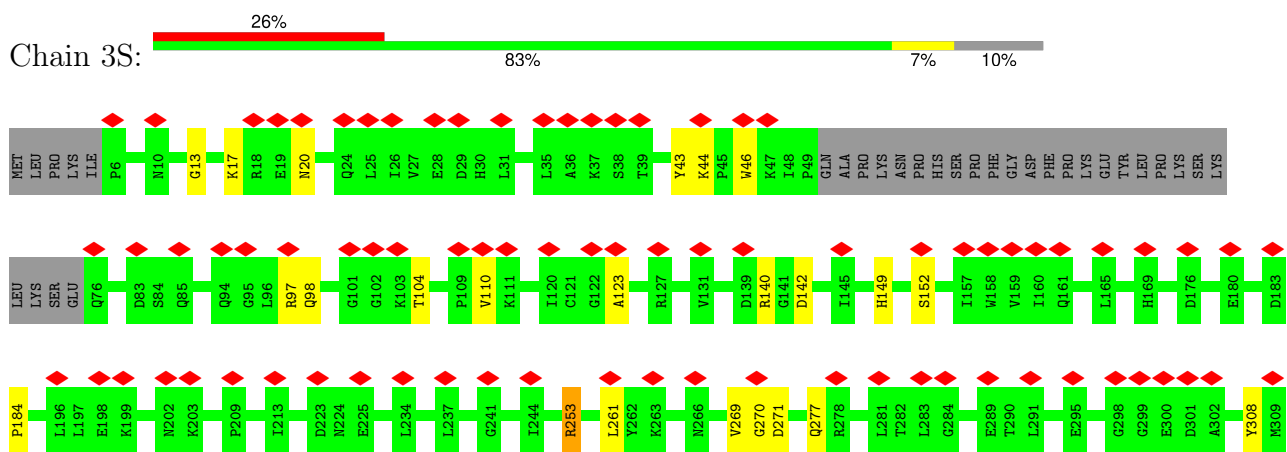 26%
Chain 3S:
83% 7% 10%
MET LEU PRO LYS ILE P6 N10 G13 K17 R18 E19 N20 Q24 L25 I26 V27 E28 D29 H30 L31 L35 A36 K37 S38 T39 Y43 K44 P45 W46 K47 I48 P49 GLN ALA PRO LYS ASN PRO HIS SER PRO PHE GLY ASP PHE PRO LYS GLU TYR LEU PRO LYS SER LYS
LEU LYS SER GLU Q76 D83 S84 Q85 Q94 G95 L96 R97 Q98 G101 G102 K103 T104 P109 V110 K111 I120 G121 G122 A123 R127 V131 D139 R140 G141 D142 I145 H149 S152 I157 W158 V159 I160 Q161 L165 H169 D176 E180 D183
P184 L196 L197 E198 K199 N202 K203 P209 I213 D223 N224 E225 L234 L237 G241 I244 R253 L261 Y262 K263 N266 V269 G270 D271 Q277 R278 L281 T282 L283 G284 E289 T290 L291 E295 G298 G299 E300 D301 A302 Y308 M309